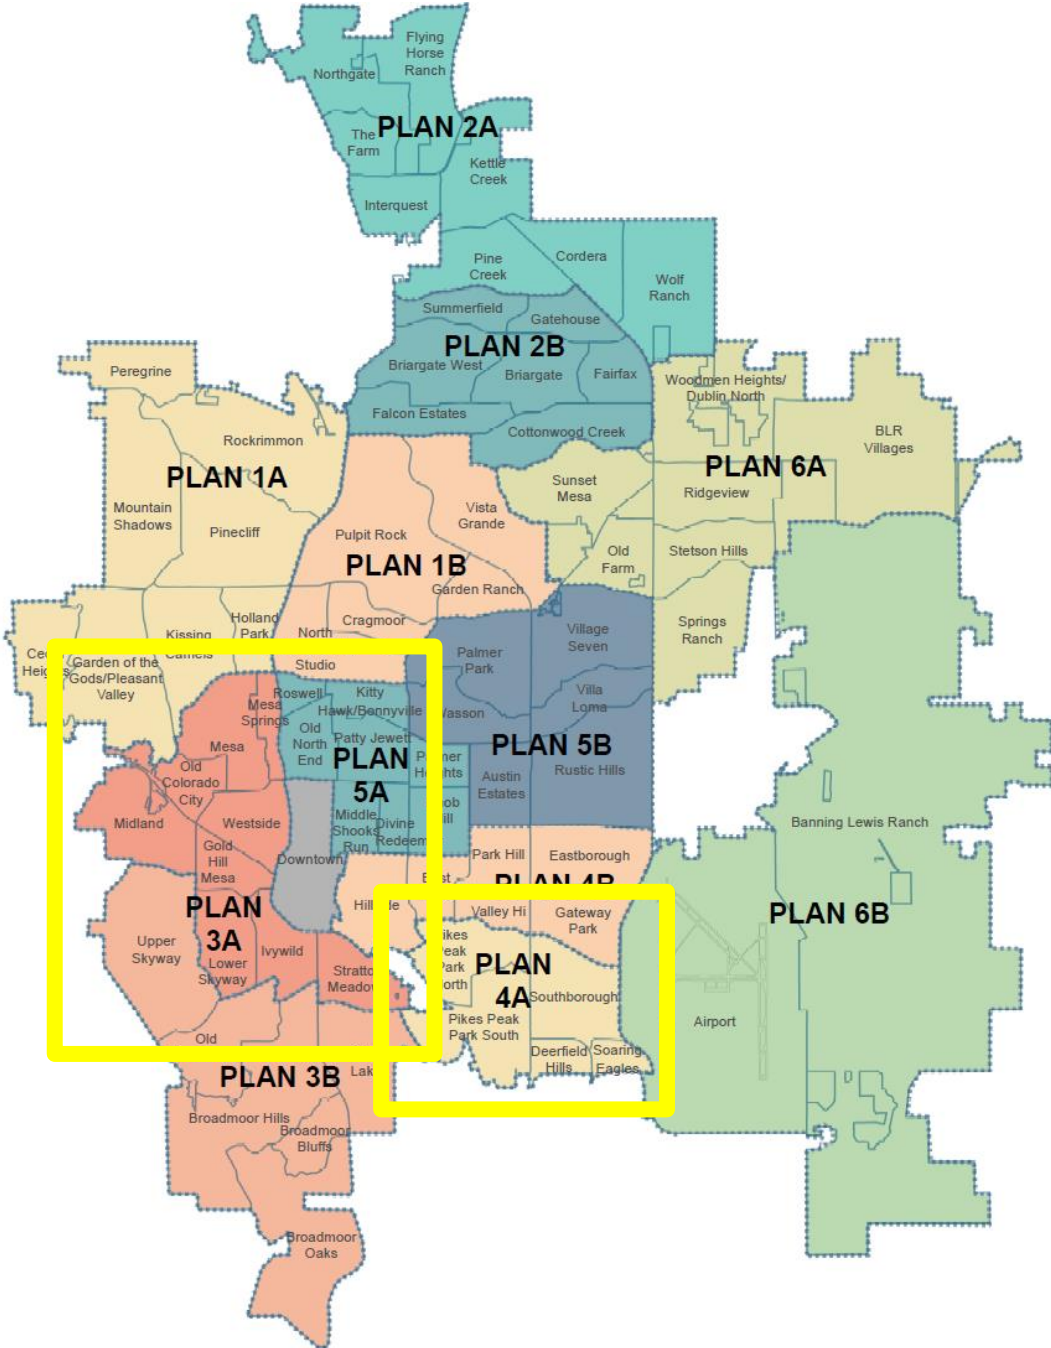 Flying
Horse
Ranch
Northgate
PLAN 2A
The
Farm
Kettle
Creek
Interquest
Pine
Creek
Cordera
Wolf
Ranch
Summerfield
Gatehouse
PLAN 2B
Briargate West
Briargate
Fairfax
Falcon Estates
Cottonwood Creek
Peregrine
Rockrimmon
PLAN 1A
Mountain
Shadows
Pinecliff
Woodmen Heights/
Dublin North
BLR
Villages
PLAN 6A
Sunset
Mesa
Ridgeview
Vista
Grande
Pulpit Rock
PLAN 1B
Old
Farm
Stetson Hills
Garden Ranch
Cragmoor
Holland
Park
Kissing
North
Studio
Springs
Ranch
Garden of the
Gods/Pleasant
Valley
Village
Seven
Palmer
Park
Villa
Loma
PLAN 5B
Rustic Hills
Austin
Estates
Mesa
Springs
Roswell
Kitty
Hawk/Bonnyville
Old
North
End
Patty Jewett
PLAN
5A
Mesa
Old
Colorado
City
Midland
Westside
Gold
Hill
Mesa
Middle
Shooks
Run
Divine
Redeem
Downtown
PLAN
3A
Upper
Skyway
Lower
Skyway
Ivywild
Park Hill
Eastborough
Valley Hi
Gateway
Park
Peak
Park
PLAN
4A
Southborough
Pikes Peak
Park South
Deerfield
Hills
Soaring
Eagles
Banning Lewis Ranch
PLAN 6B
Airport
Old
PLAN 3B
Broadmoor Hills
Broadmoor
Bluffs
Broadmoor
Oaks